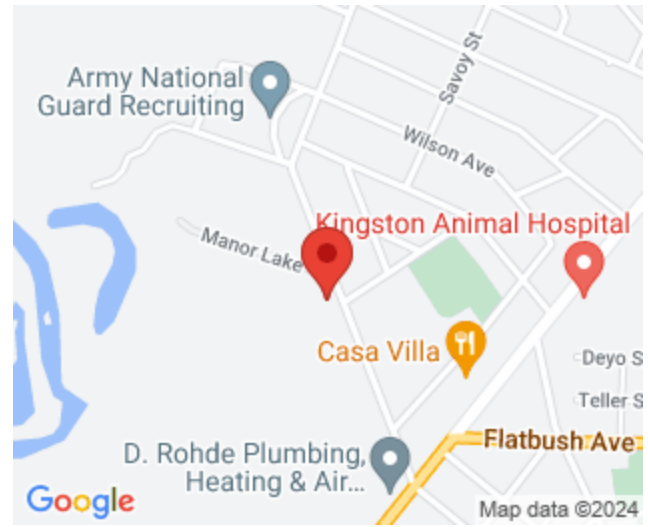 Army National
Guard Recruiting
Savoy St
Wilson Ave
Manor Lake
Kingston Animal Hospital
Casa Villa
Deyo S
Teller S
Flatbush Ave
D. Rohde Plumbing,
Heating & Air...
Google
Map data ©2024